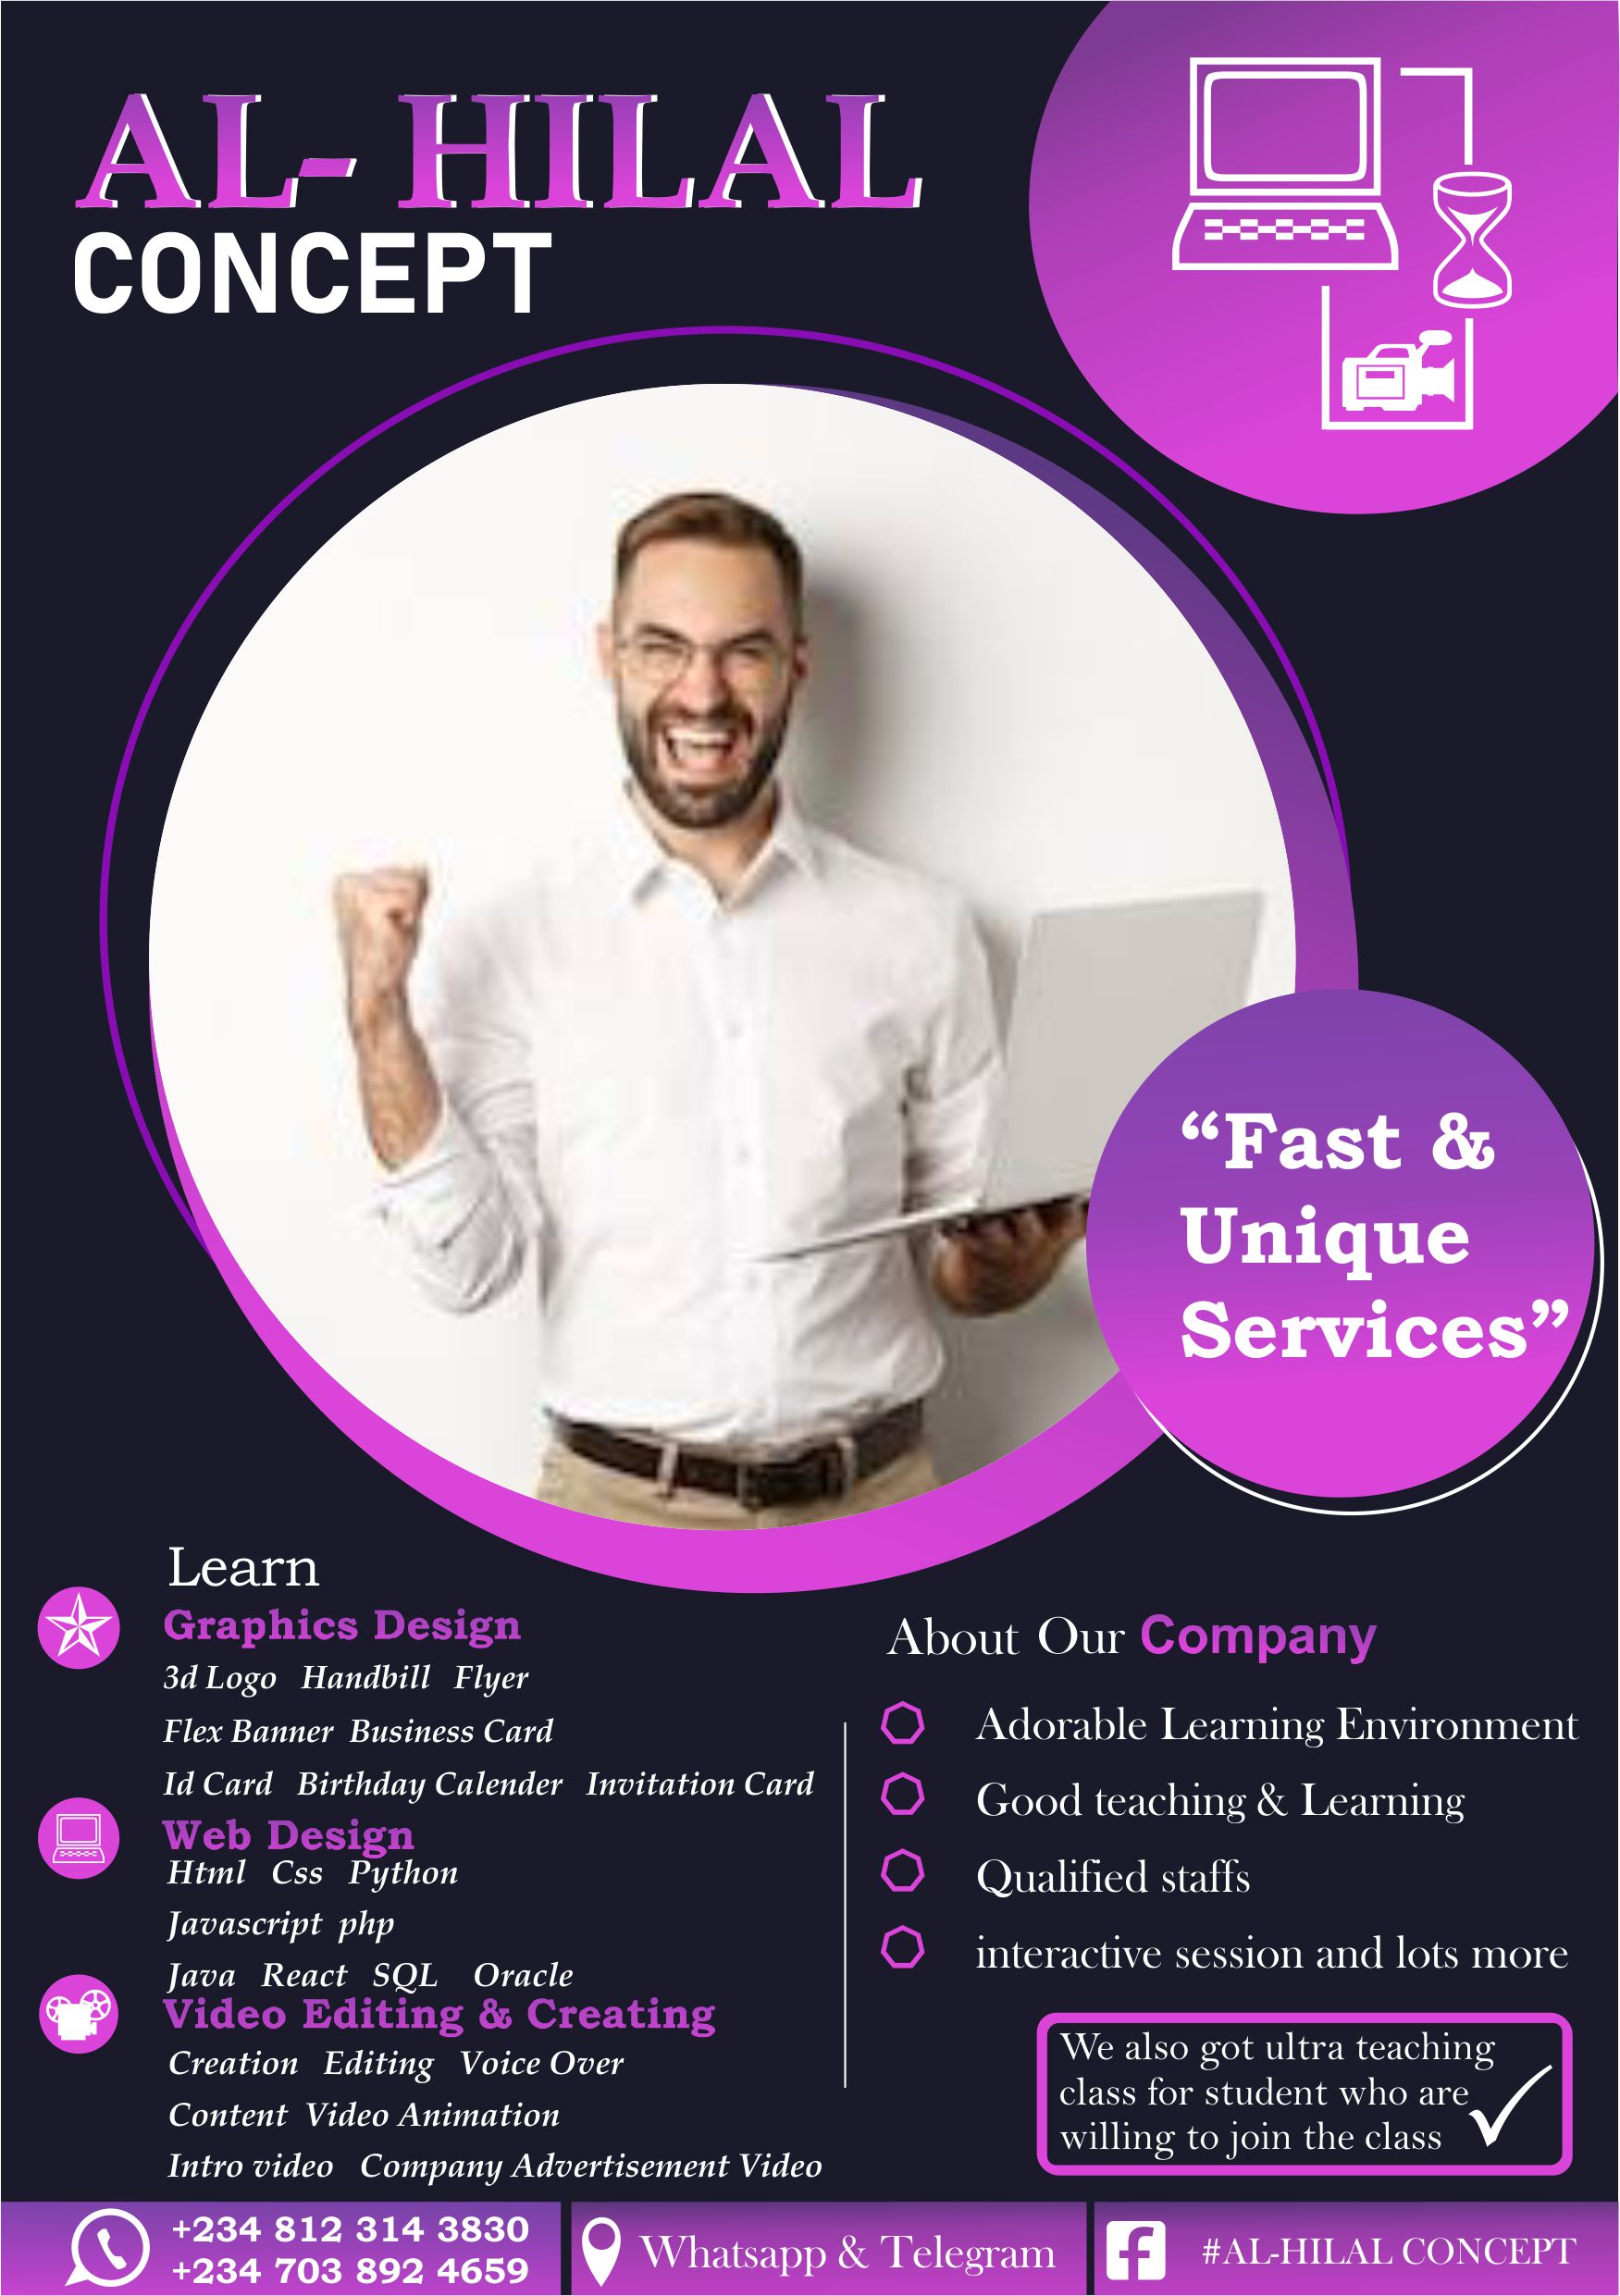 AL- HILAL
CONCEPT
“Fast &
Unique
Services”
Learn
Graphics Design
3d Logo Handbill Flyer
Flex Banner Business Card
Id Card Birthday Calender Invitation Card
Web Design
Html Css Python
Javascript php
Java React SQL Oracle
Video Editing & Creating
Creation Editing Voice Over
Content Video Animation
Intro video Company Advertisement Video
About Our Company
Adorable Learning Environment
Good teaching & Learning
Qualified staffs
interactive session and lots more
We also got ultra teaching
class for student who are
willing to join the class
+234 812 314 3830
+234 703 892 4659
Whatsapp & Telegram
#AL-HILAL CONCEPT